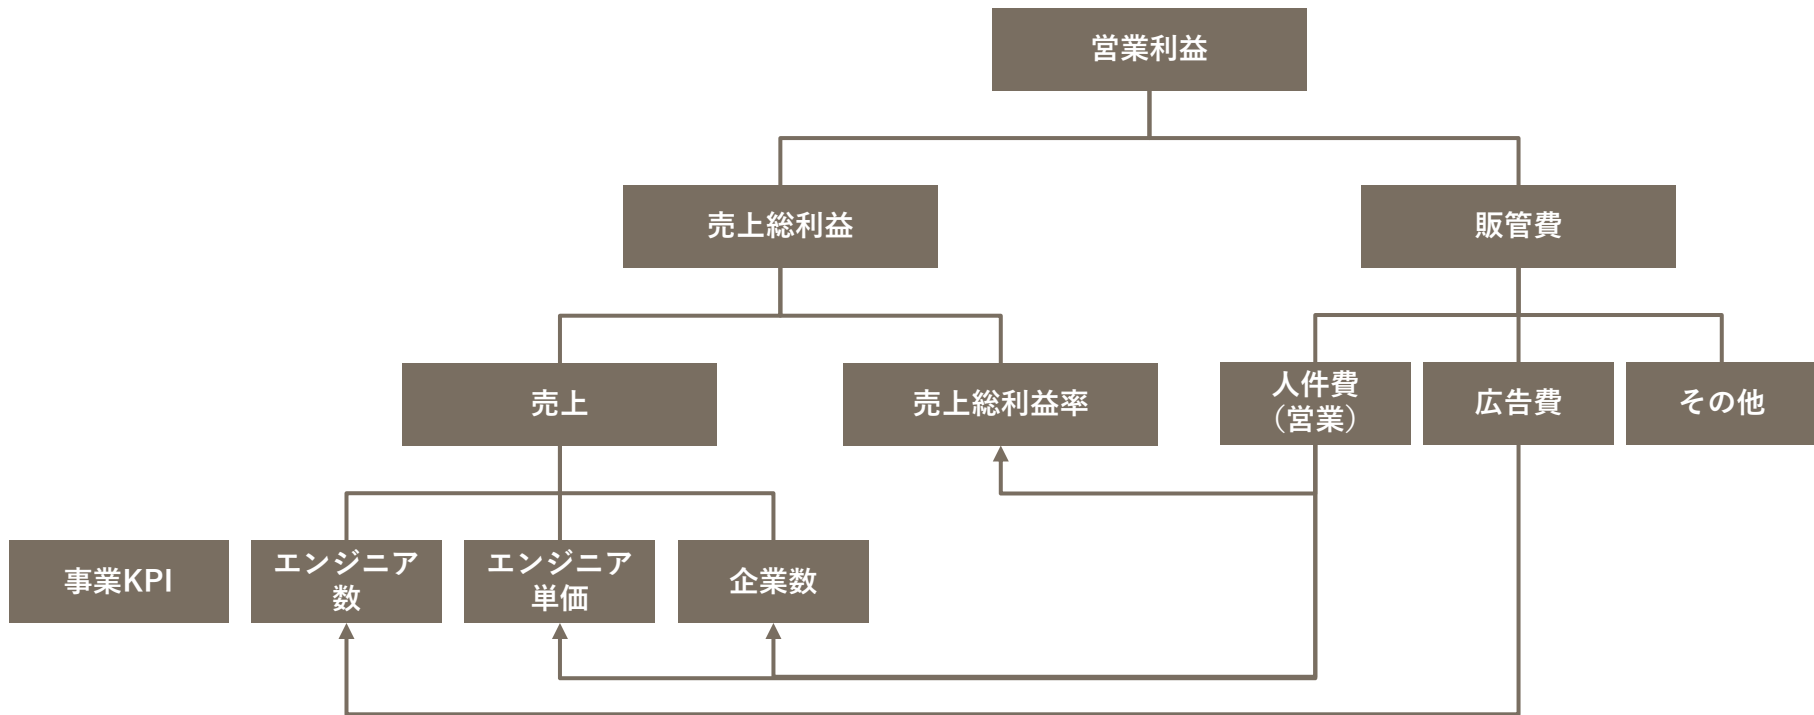 営業利益
売上総利益
販管費
売上
売上総利益率
人件費
（営業）
広告費
その他
事業KPI
エンジニア
数
エンジニア
単価
企業数